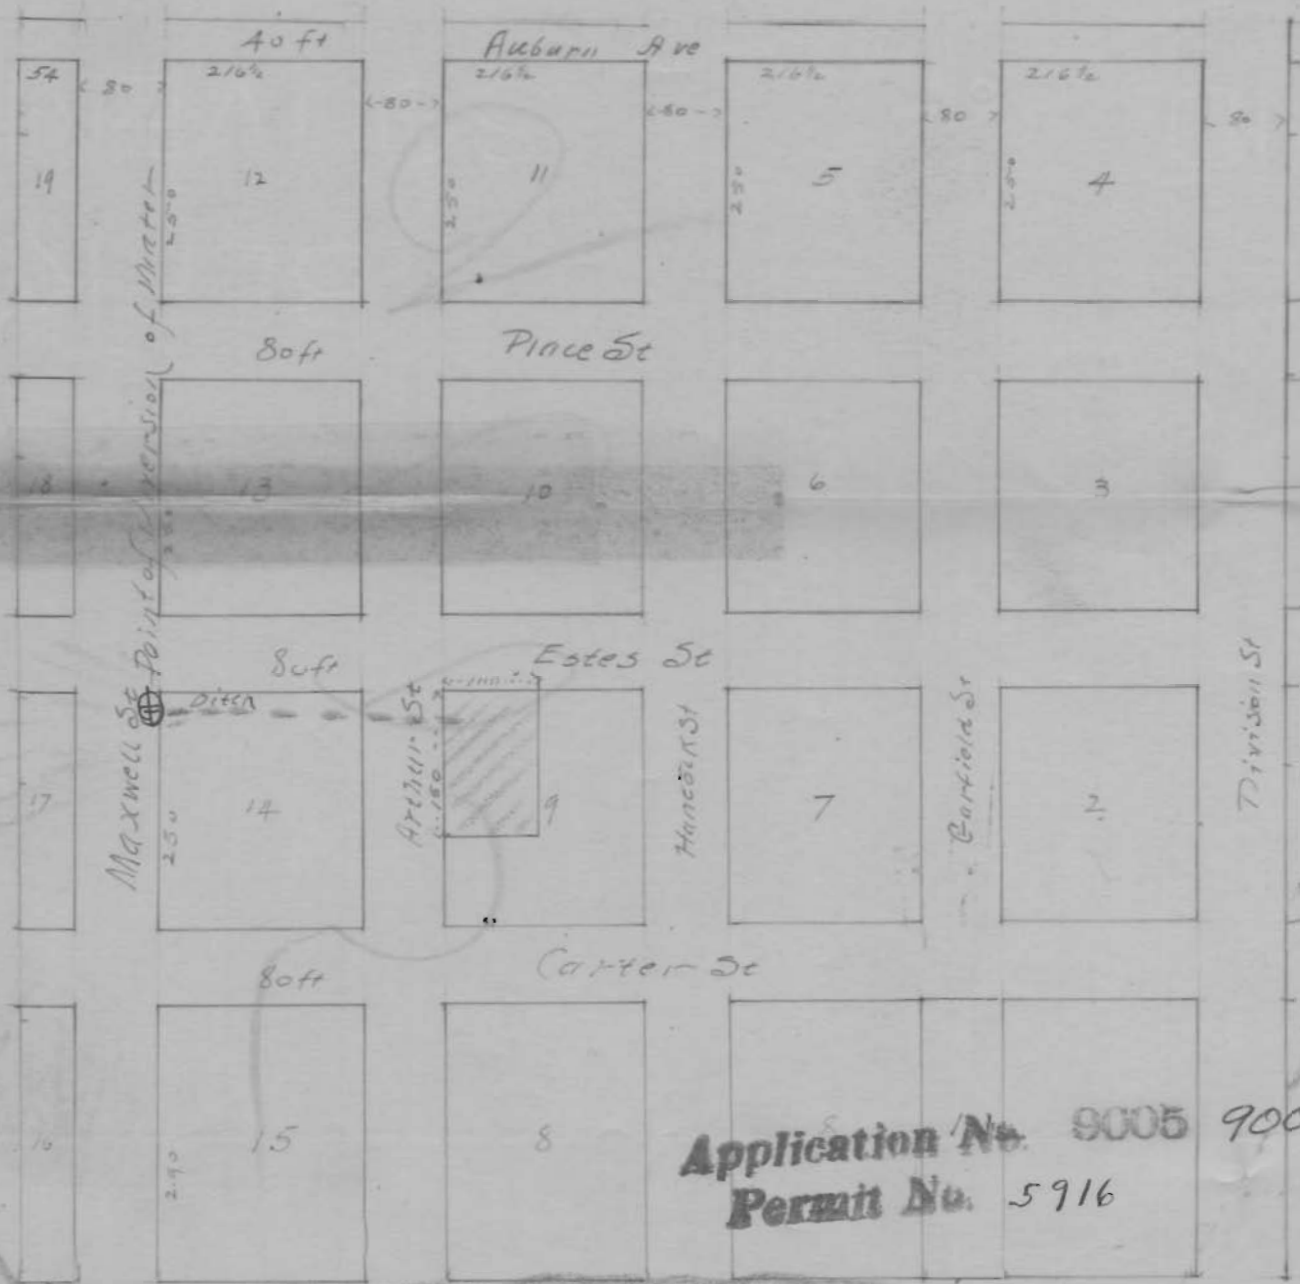 40 ft Auburn Ave
54 80 216½ 80 216½ 80 216½ 80 216½ 80
19 12 11 5 4
250 250 250 250
80ft Pince St
18 13 10 6 3
250
Point of Diversion of Water
80ft Estes St
Maxwell St
Ditch
Arthur St
150
Hancock St
Garfield St
Division St
17 14 9 7 2
250
80ft Carter St
16 15 8 8
290
Application No. 9005 900
Permit No. 5916